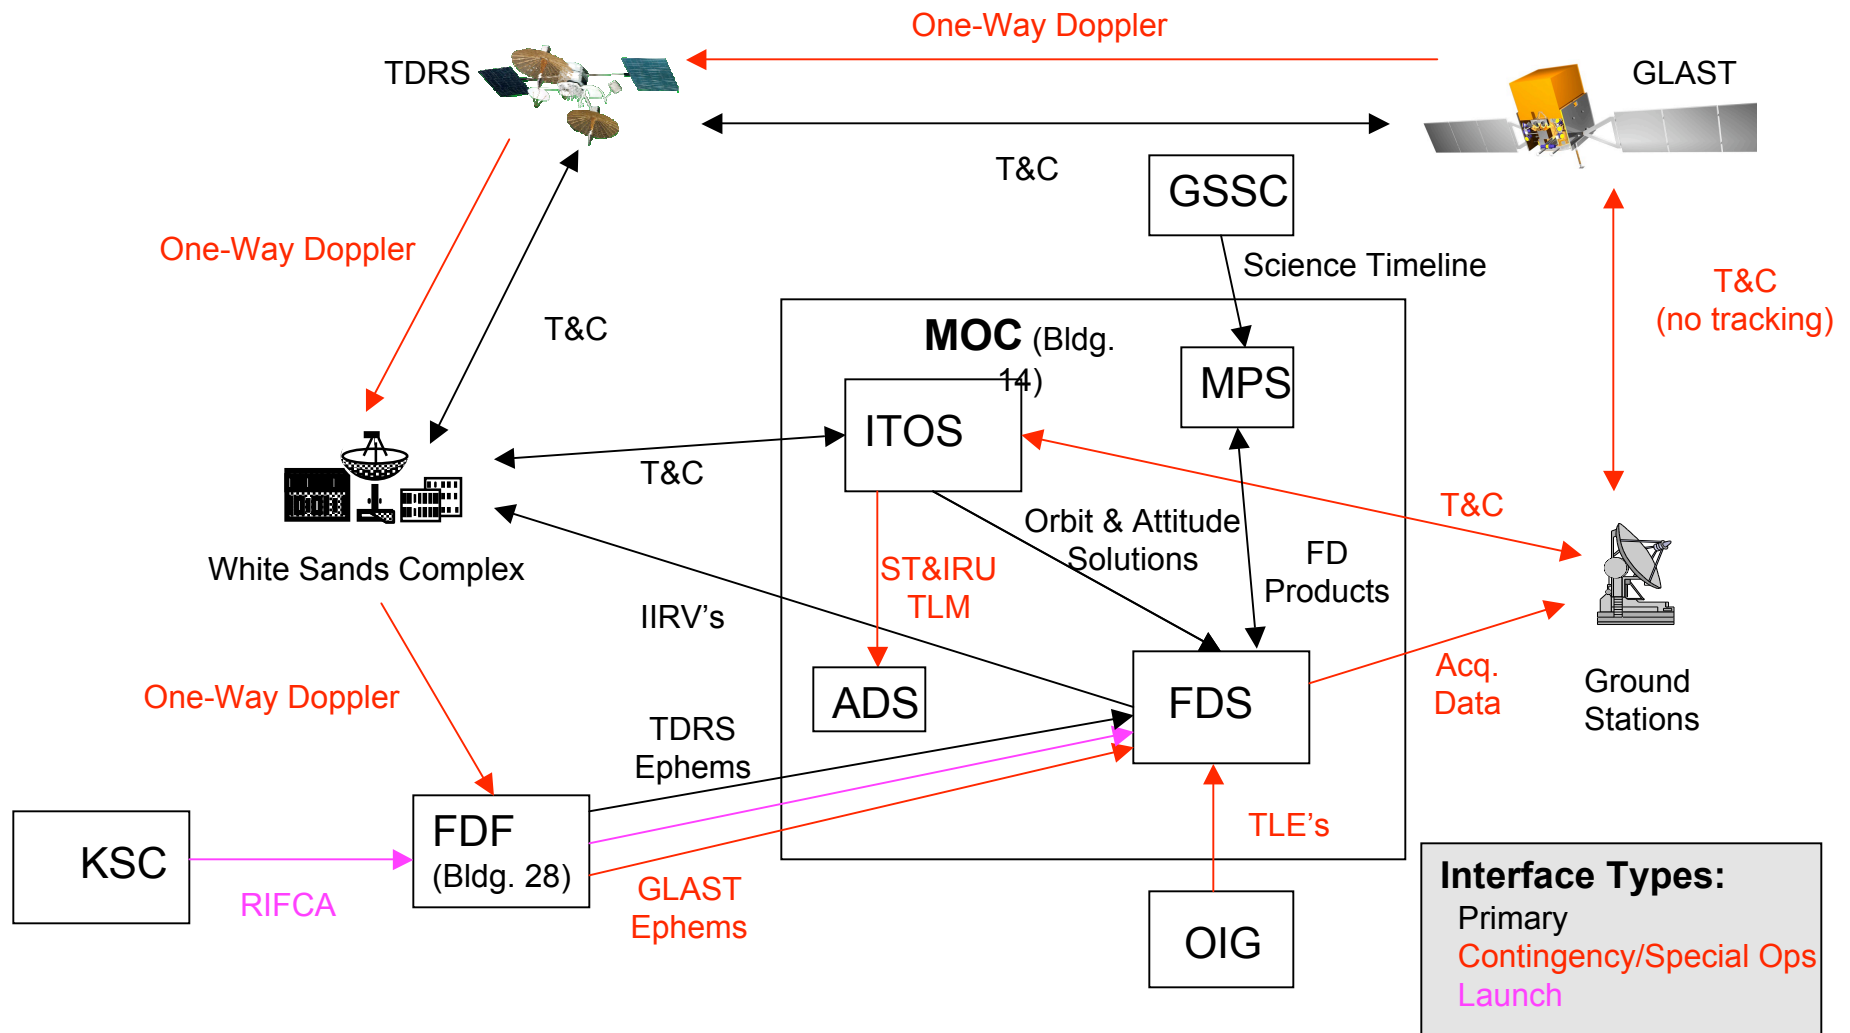 One-Way Doppler
TDRS
GLAST
T&C
GSSC
One-Way Doppler
Science Timeline
T&C
(no tracking)
T&C
MOC (Bldg.
14)
MPS
ITOS
T&C
T&C
Orbit & Attitude
Solutions
FD
Products
White Sands Complex
ST&IRU
TLM
IIRV's
Acq.
Data
Ground
Stations
One-Way Doppler
ADS
FDS
TDRS
Ephems
TLE's
FDF
(Bldg. 28)
KSC
RIFCA
GLAST
Ephems
OIG
Interface Types:
Primary
Contingency/Special Ops
Launch